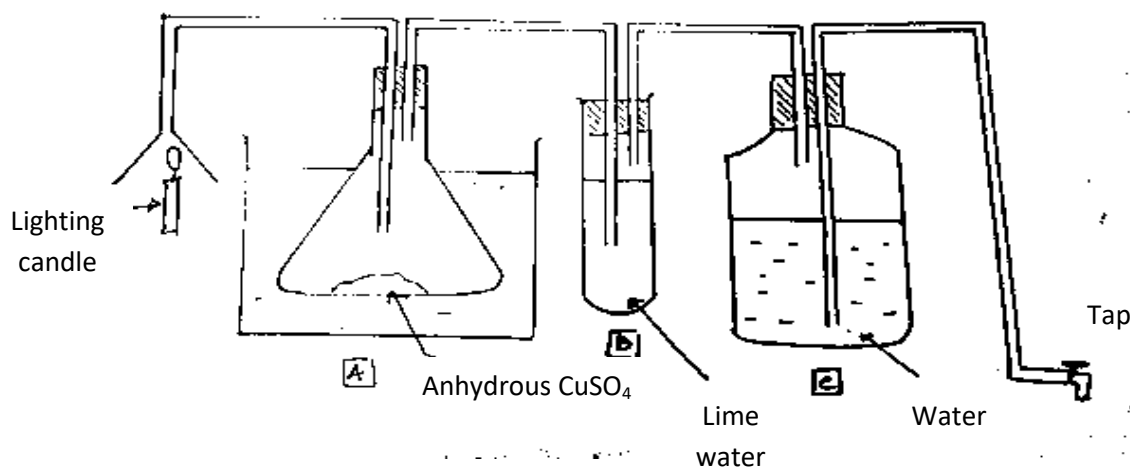 Lighting
candle
A
Anhydrous CuSO₄
b
Lime
water
c
Water
Tap